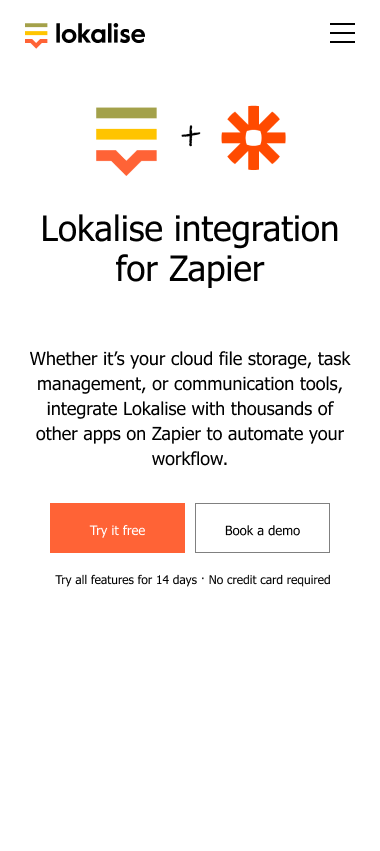 lokalise
+
Lokalise integration
for Zapier
Whether it’s your cloud file storage, task
management, or communication tools,
integrate Lokalise with thousands of
other apps on Zapier to automate your
workflow.
Try it free
Book a demo
Try all features for 14 days · No credit card required